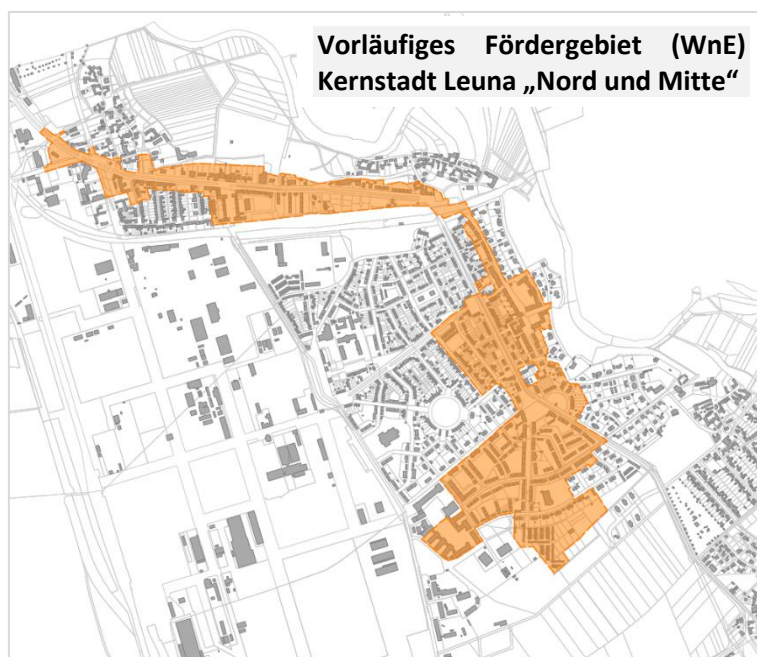 Vorläufiges Fördergebiet (WnE)
Kernstadt Leuna „Nord und Mitte“